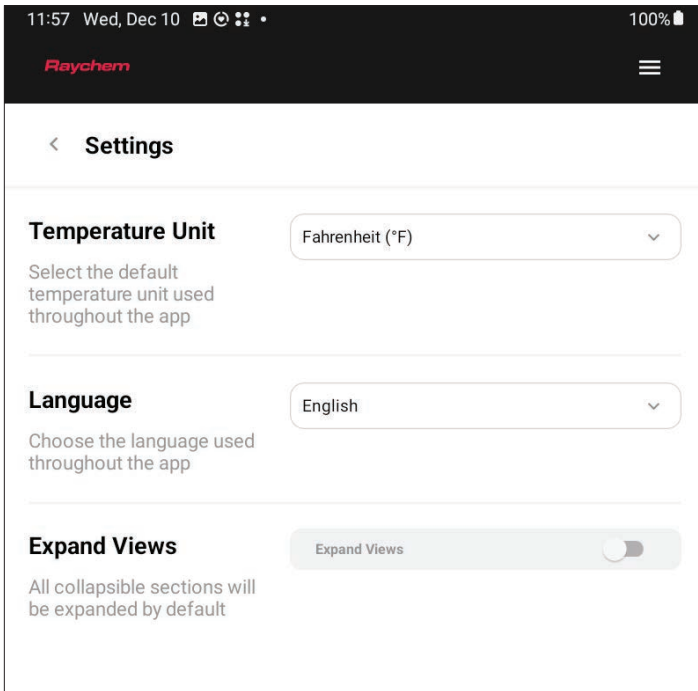 11:57 Wed, Dec 10
100%
Raychem
Settings
Temperature Unit
Fahrenheit (°F)
Select the default
temperature unit used
throughout the app
Language
English
Choose the language used
throughout the app
Expand Views
Expand Views
All collapsible sections will
be expanded by default